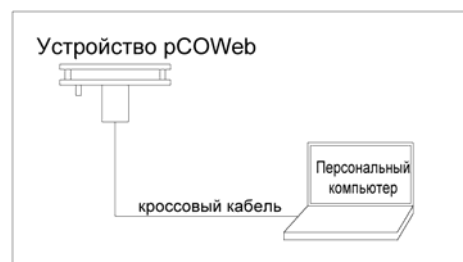 Устройство pCOWeb
Персональный
компьютер
кроссовый кабель